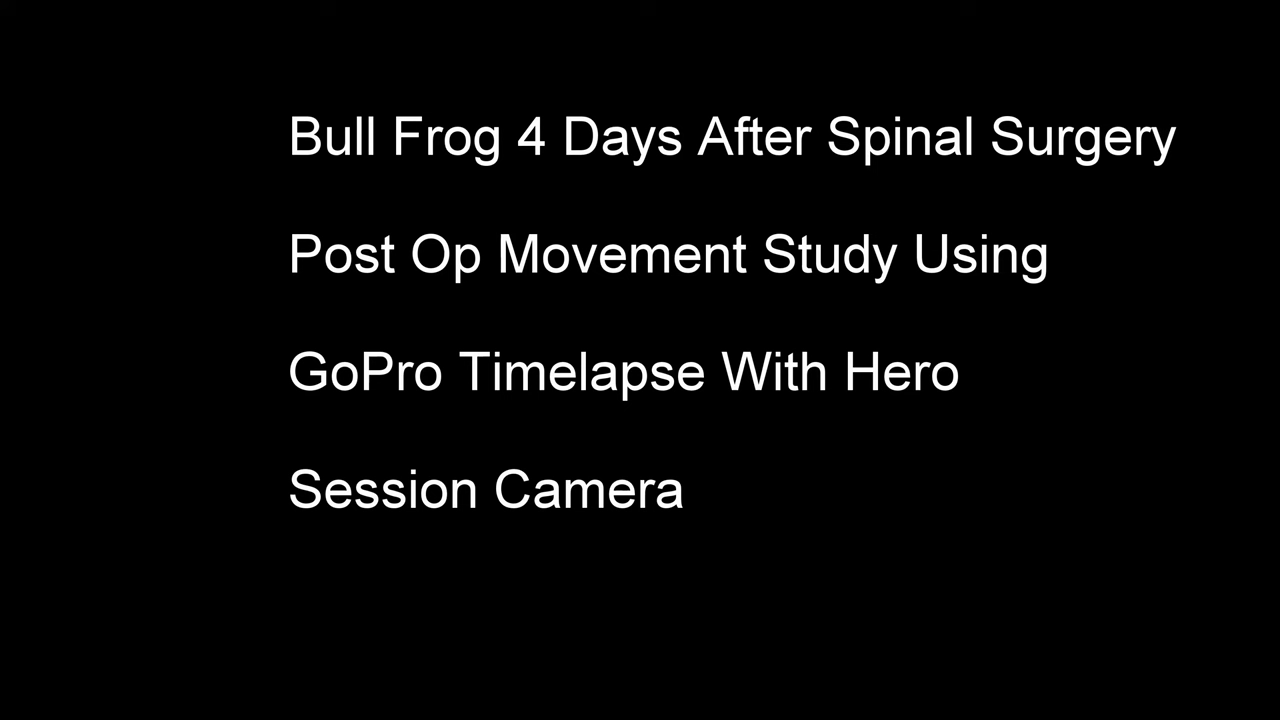 Bull Frog 4 Days After Spinal Surgery
Post Op Movement Study Using
GoPro Timelapse With Hero
Session Camera